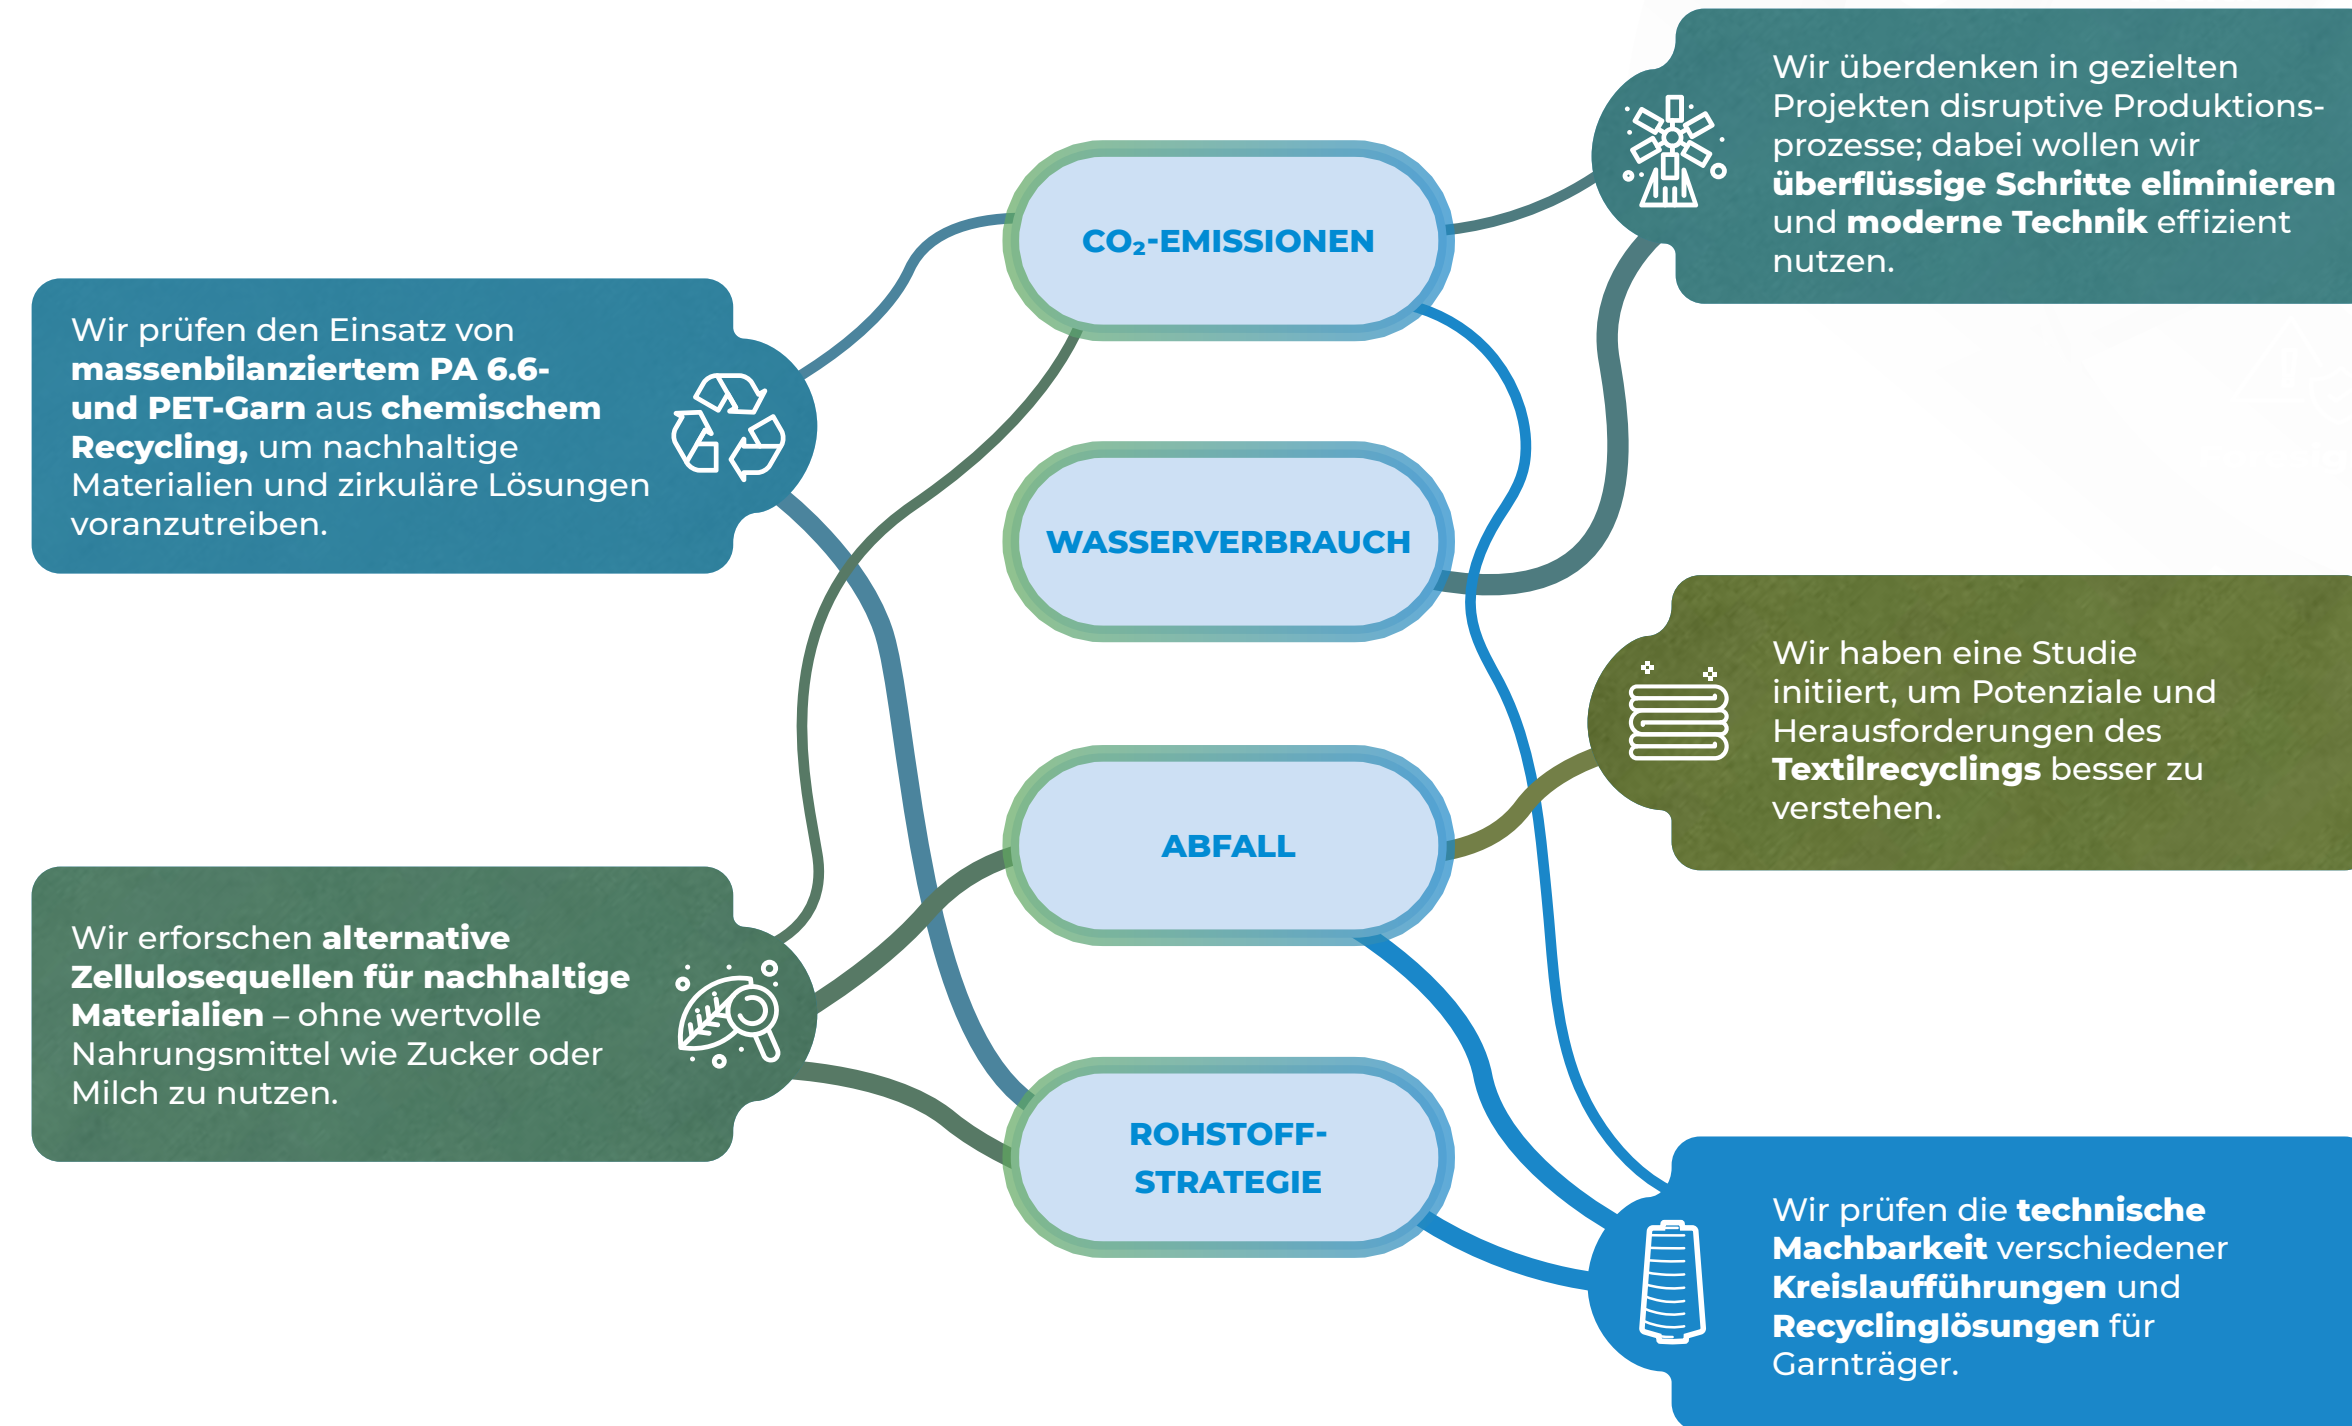 Wir prüfen den Einsatz von
massenbilanziertem PA 6.6-
und PET-Garn aus chemischem
Recycling, um nachhaltige
Materialien und zirkuläre Lösungen
voranzutreiben.
Wir erforschen alternative
Zellulosequellen für nachhaltige
Materialien – ohne wertvolle
Nahrungsmittel wie Zucker oder
Milch zu nutzen.
CO₂-EMISSIONEN
WASSERVERBRAUCH
ABFALL
ROHSTOFF-
STRATEGIE
Wir überdenken in gezielten
Projekten disruptive Produktions-
prozesse; dabei wollen wir
überflüssige Schritte eliminieren
und moderne Technik effizient
nutzen.
Wir haben eine Studie
initiiert, um Potenziale und
Herausforderungen des
Textilrecyclings besser zu
verstehen.
Wir prüfen die technische
Machbarkeit verschiedener
Kreislaufführungen und
Recyclinglösungen für
Garnträger.